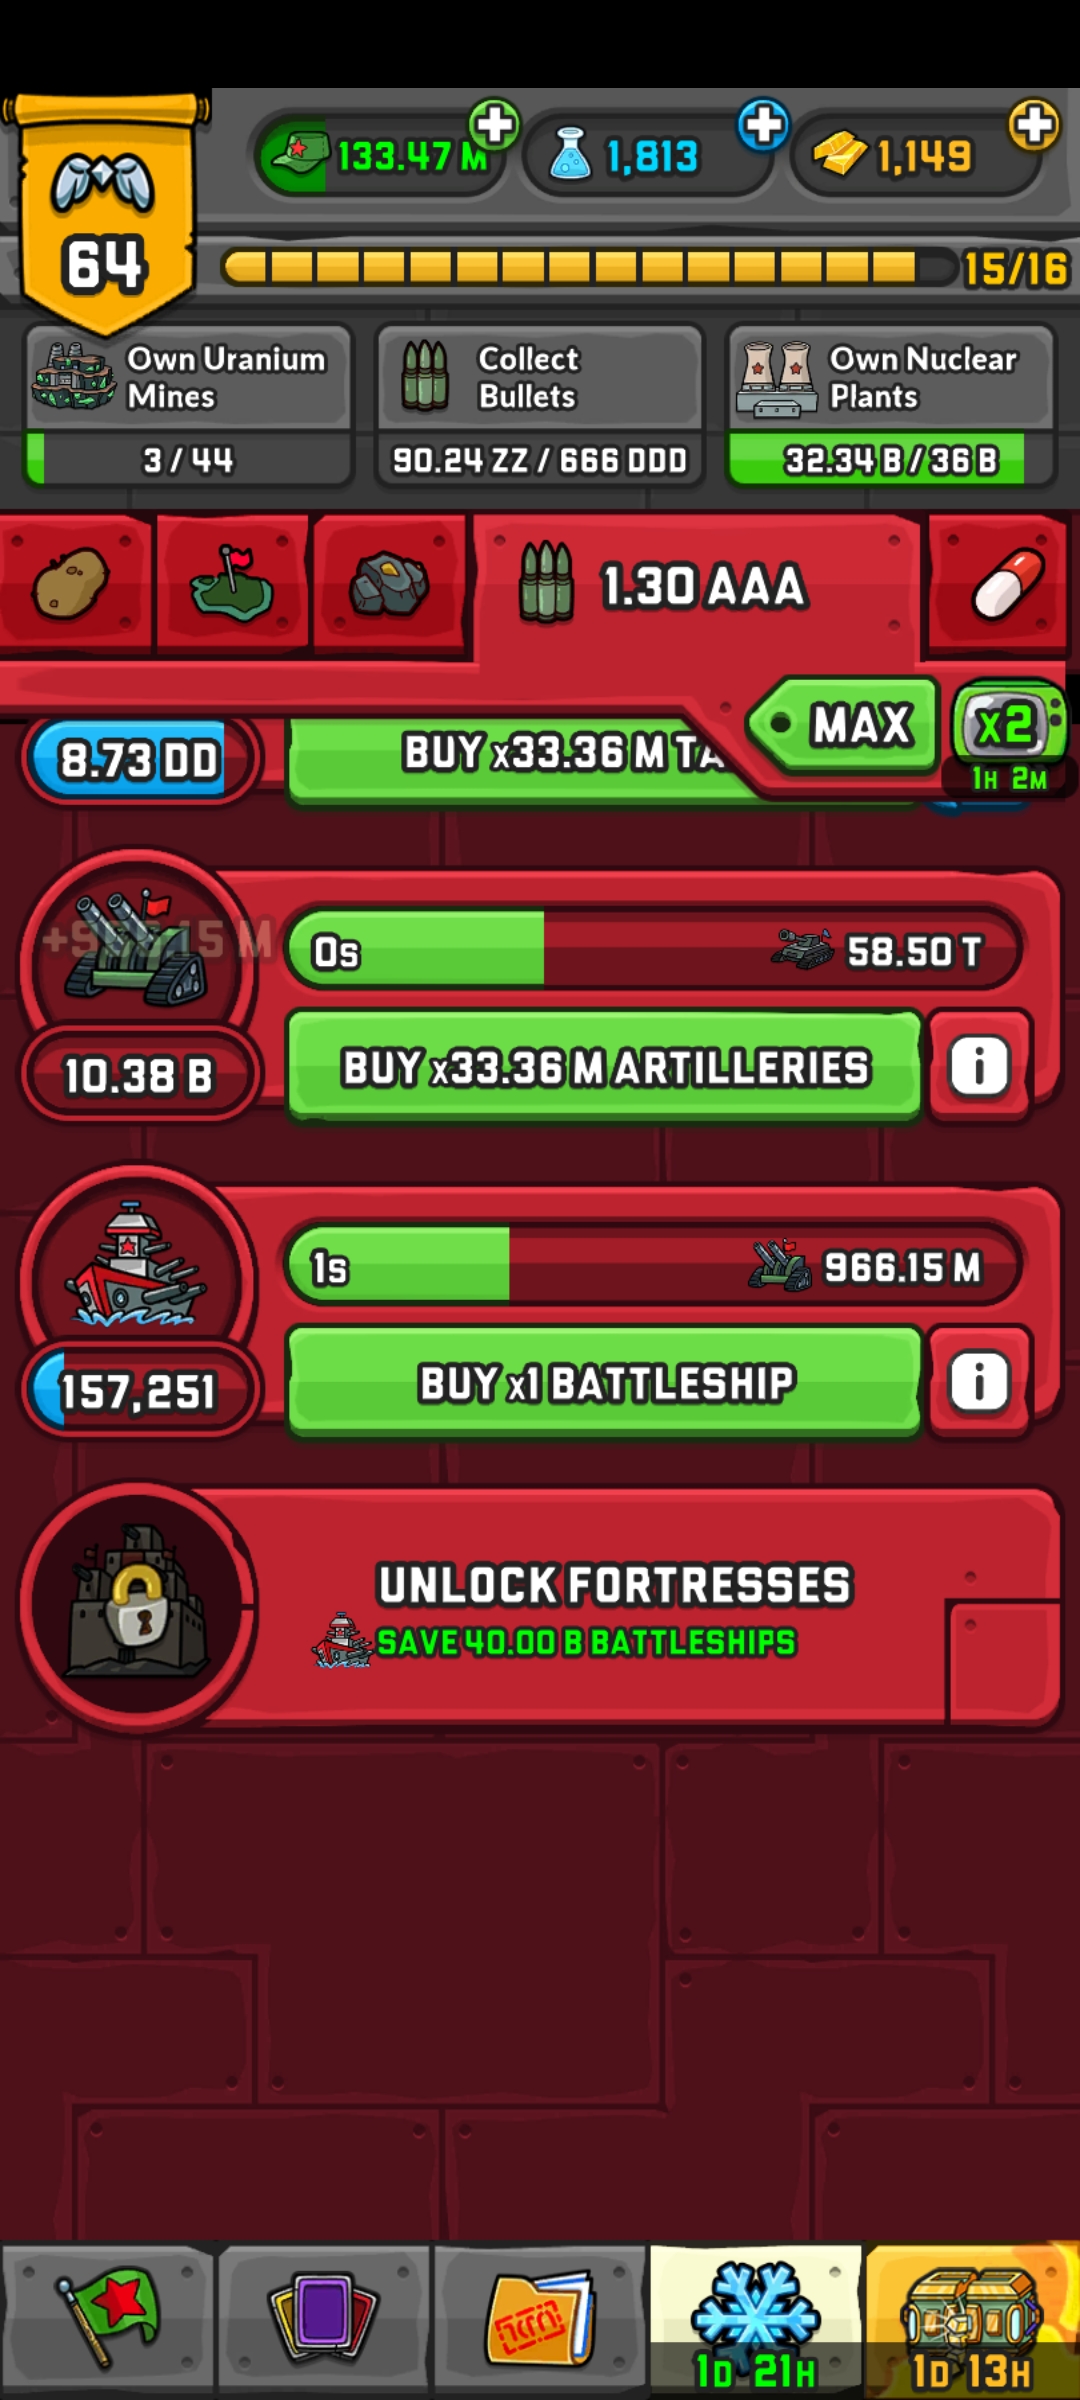 133.47 M
1,813
1,149
64
15/16
Own Uranium
Mines
3 / 44
Collect
Bullets
90.24 ZZ / 666 DDD
Own Nuclear
Plants
32.34 B / 36 B
1.30 AAA
MAX
x2
1H 2M
8.73 DD
BUY x33.36 M TA
+966.15 M
0s
58.50 T
10.38 B
BUY x33.36 M ARTILLERIES
i
1s
966.15 M
157,251
BUY x1 BATTLESHIP
i
UNLOCK FORTRESSES
SAVE 40.00 B BATTLESHIPS
1D 21H
1D 13H